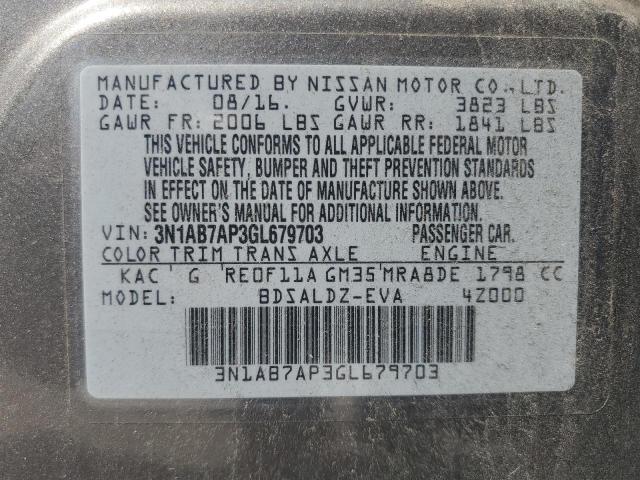 MANUFACTURED BY NISSAN MOTOR CO.,LTD.
DATE: 08/16. GVWR: 3823 LBS
GAWR FR: 2006 LBS GAWR RR: 1841 LBS
THIS VEHICLE CONFORMS TO ALL APPLICABLE FEDERAL MOTOR
VEHICLE SAFETY, BUMPER AND THEFT PREVENTION STANDARDS
IN EFFECT ON THE DATE OF MANUFACTURE SHOWN ABOVE.
SEE OWNER'S MANUAL FOR ADDITIONAL INFORMATION.
VIN: 3N1AB7AP3GL679703 PASSENGER CAR.
COLOR TRIM TRANS AXLE ENGINE
KAC G RE0F11A GM35 MRA8DE 1798 CC
MODEL: BDSALDZ-EVA 4Z000
3N1AB7AP3GL679703